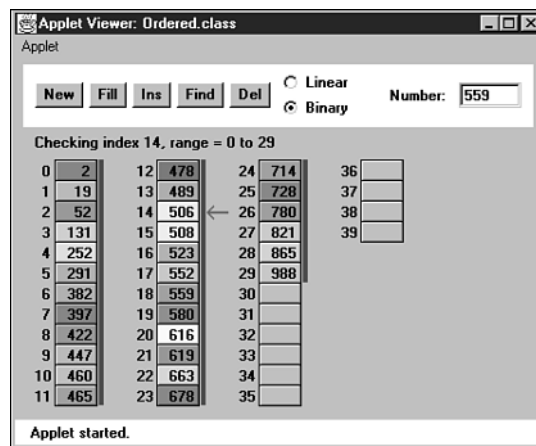 Applet Viewer: Ordered.class
Applet
New Fill Ins Find Del Linear Binary Number: 559
Checking index 14, range = 0 to 29
0 2 12 478 24 714 36
1 19 13 489 25 728 37
2 52 14 506 26 780 38
3 131 15 508 27 821 39
4 252 16 523 28 865
5 291 17 552 29 988
6 382 18 559 30
7 397 19 580 31
8 422 20 616 32
9 447 21 619 33
10 460 22 663 34
11 465 23 678 35
Applet started.